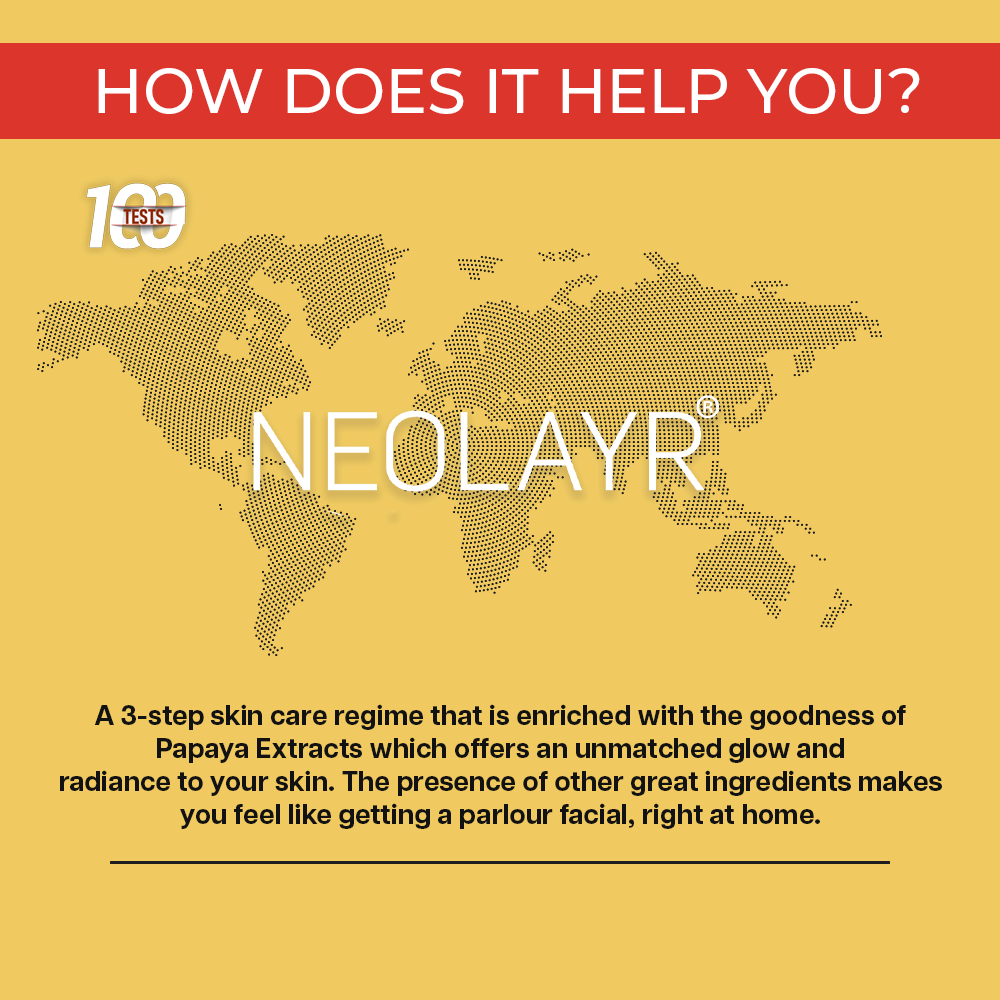 HOW DOES IT HELP YOU?
100
TESTS
NEOLAYR®
A 3-step skin care regime that is enriched with the goodness of
Papaya Extracts which offers an unmatched glow and
radiance to your skin. The presence of other great ingredients makes
you feel like getting a parlour facial, right at home.